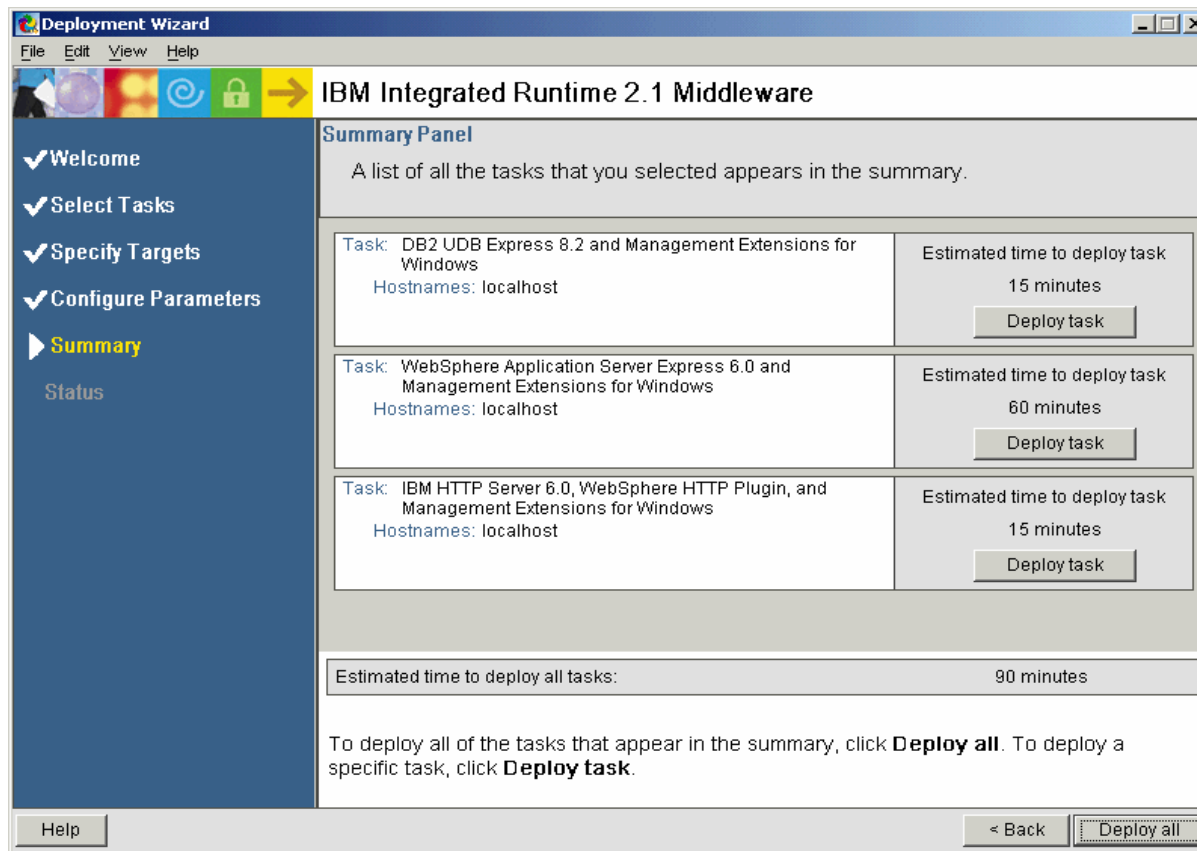 Deployment Wizard
File Edit View Help
IBM Integrated Runtime 2.1 Middleware
Welcome
Select Tasks
Specify Targets
Configure Parameters
Summary
Status
Summary Panel
A list of all the tasks that you selected appears in the summary.
Task: DB2 UDB Express 8.2 and Management Extensions for
Windows
Hostnames: localhost
Estimated time to deploy task
15 minutes
Deploy task
Task: WebSphere Application Server Express 6.0 and
Management Extensions for Windows
Hostnames: localhost
Estimated time to deploy task
60 minutes
Deploy task
Task: IBM HTTP Server 6.0, WebSphere HTTP Plugin, and
Management Extensions for Windows
Hostnames: localhost
Estimated time to deploy task
15 minutes
Deploy task
Estimated time to deploy all tasks: 90 minutes
To deploy all of the tasks that appear in the summary, click Deploy all. To deploy a
specific task, click Deploy task.
Help < Back Deploy all